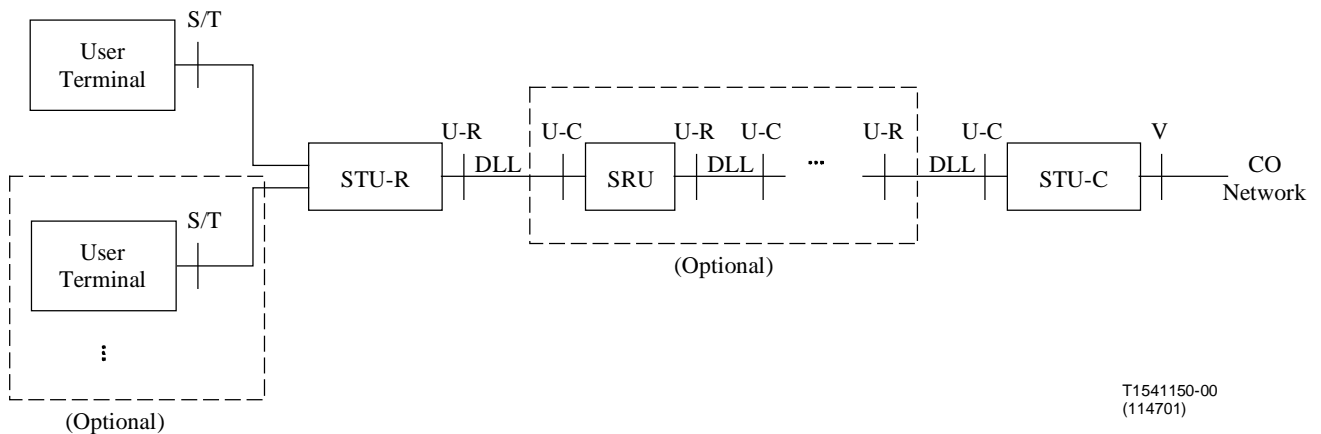 S/T
User
Terminal
U-R
U-C
U-R
U-C
U-R
U-C
V
STU-R
DLL
SRU
DLL
...
DLL
STU-C
CO
Network
S/T
User
Terminal
...
(Optional)
(Optional)
T1541150-00
(114701)